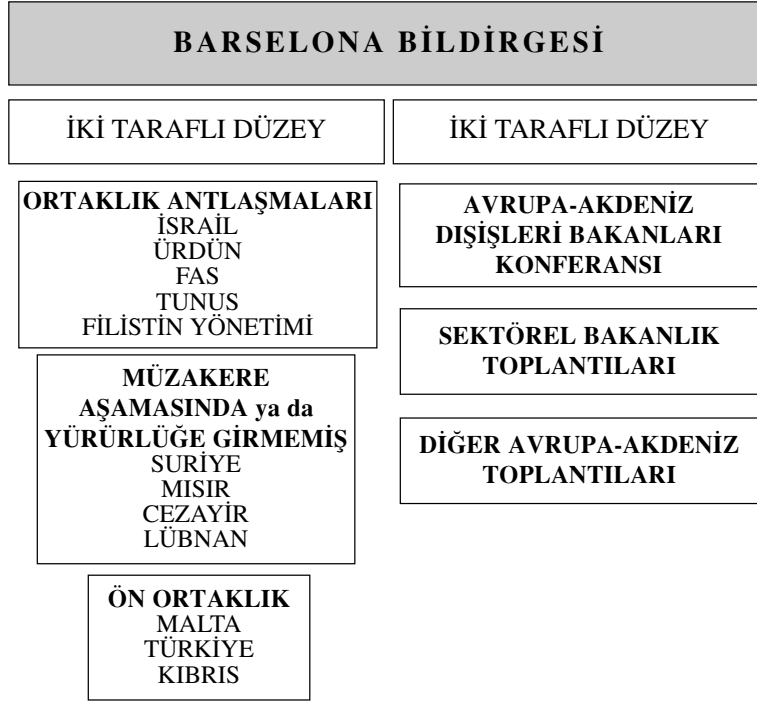 BARSELONA BİLDİRGESİ
İKİ TARAFLI DÜZEY
ORTAKLIK ANTLAŞMALARI
İSRAİL
ÜRDÜN
FAS
TUNUS
FİLİSTİN YÖNETİMİ
MÜZAKERE
AŞAMASINDA ya da
YÜRÜRLÜĞE GİRMEMİŞ
SURİYE
MISIR
CEZAYİR
LÜBNAN
ÖN ORTAKLIK
MALTA
TÜRKİYE
KIBRIS
İKİ TARAFLI DÜZEY
AVRUPA-AKDENİZ
DIŞİŞLERİ BAKANLARI
KONFERANSI
SEKTÖREL BAKANLIK
TOPLANTILARI
DİĞER AVRUPA-AKDENİZ
TOPLANTILARI